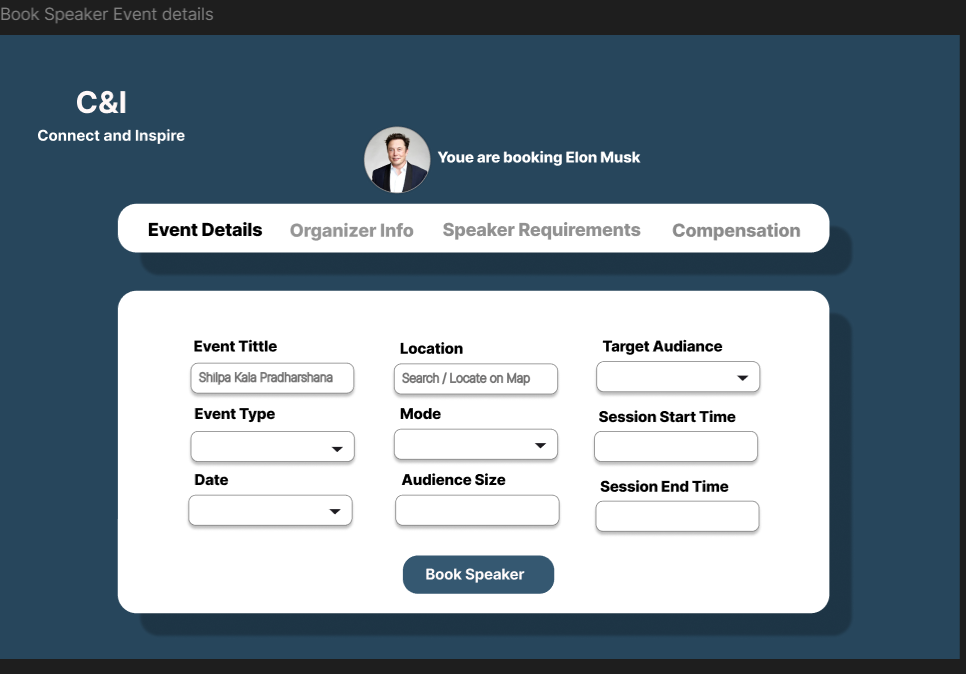 Book Speaker Event details
C&I
Connect and Inspire
Youe are booking Elon Musk
Event Details Organizer Info Speaker Requirements Compensation
Event Tittle Location Target Audiance
Shilpa Kala Pradharshana Search / Locate on Map
Event Type Mode Session Start Time
Date Audience Size Session End Time
Book Speaker